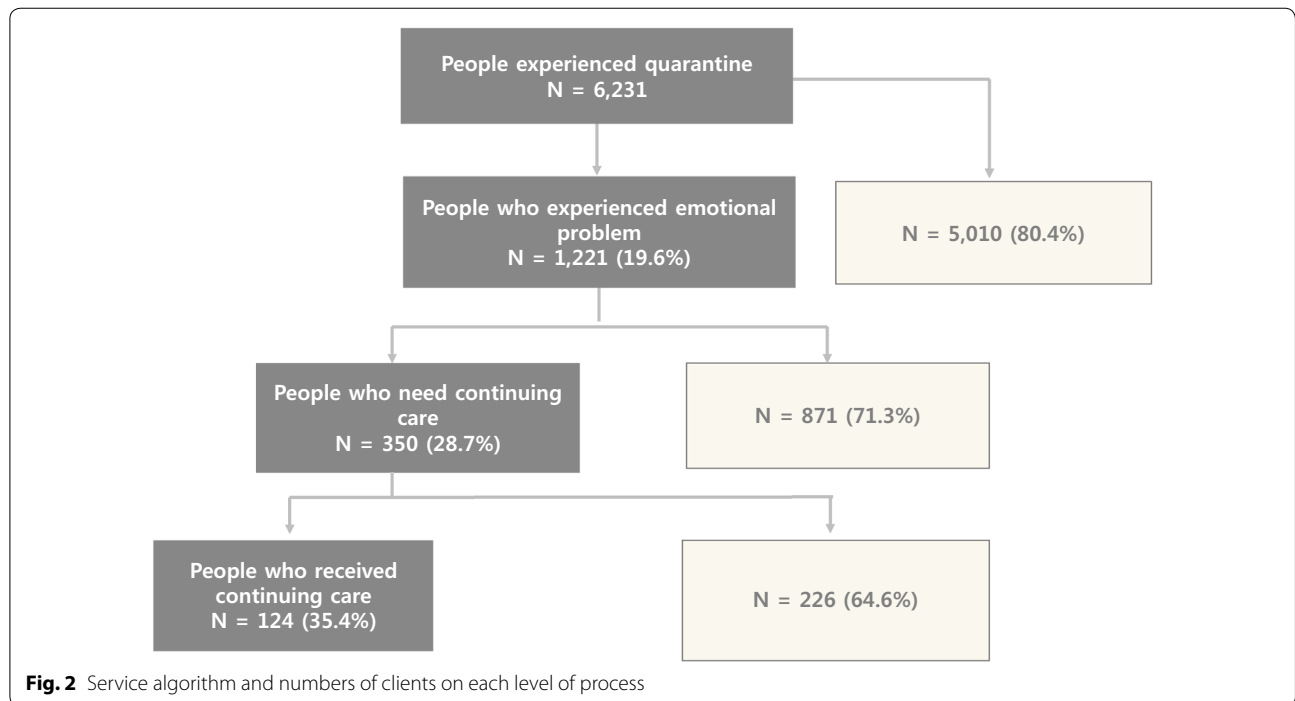 People experienced quarantine
N = 6,231
People who experienced emotional
problem
N = 1,221 (19.6%)
N = 5,010 (80.4%)
People who need continuing
care
N = 350 (28.7%)
N = 871 (71.3%)
People who received
continuing care
N = 124 (35.4%)
N = 226 (64.6%)
Fig. 2 Service algorithm and numbers of clients on each level of process